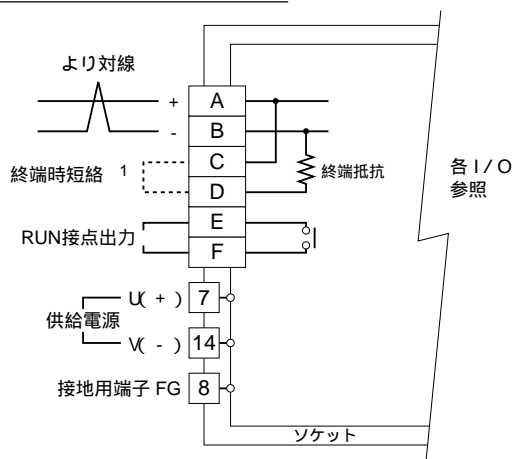 より対線
+ A
- B
終端時短絡 1 C
D
終端抵抗
各 I / O
参照
RUN接点出力
E
F
U( + ) 7
供給電源
V( - ) 14
接地用端子 FG 8
ソケット